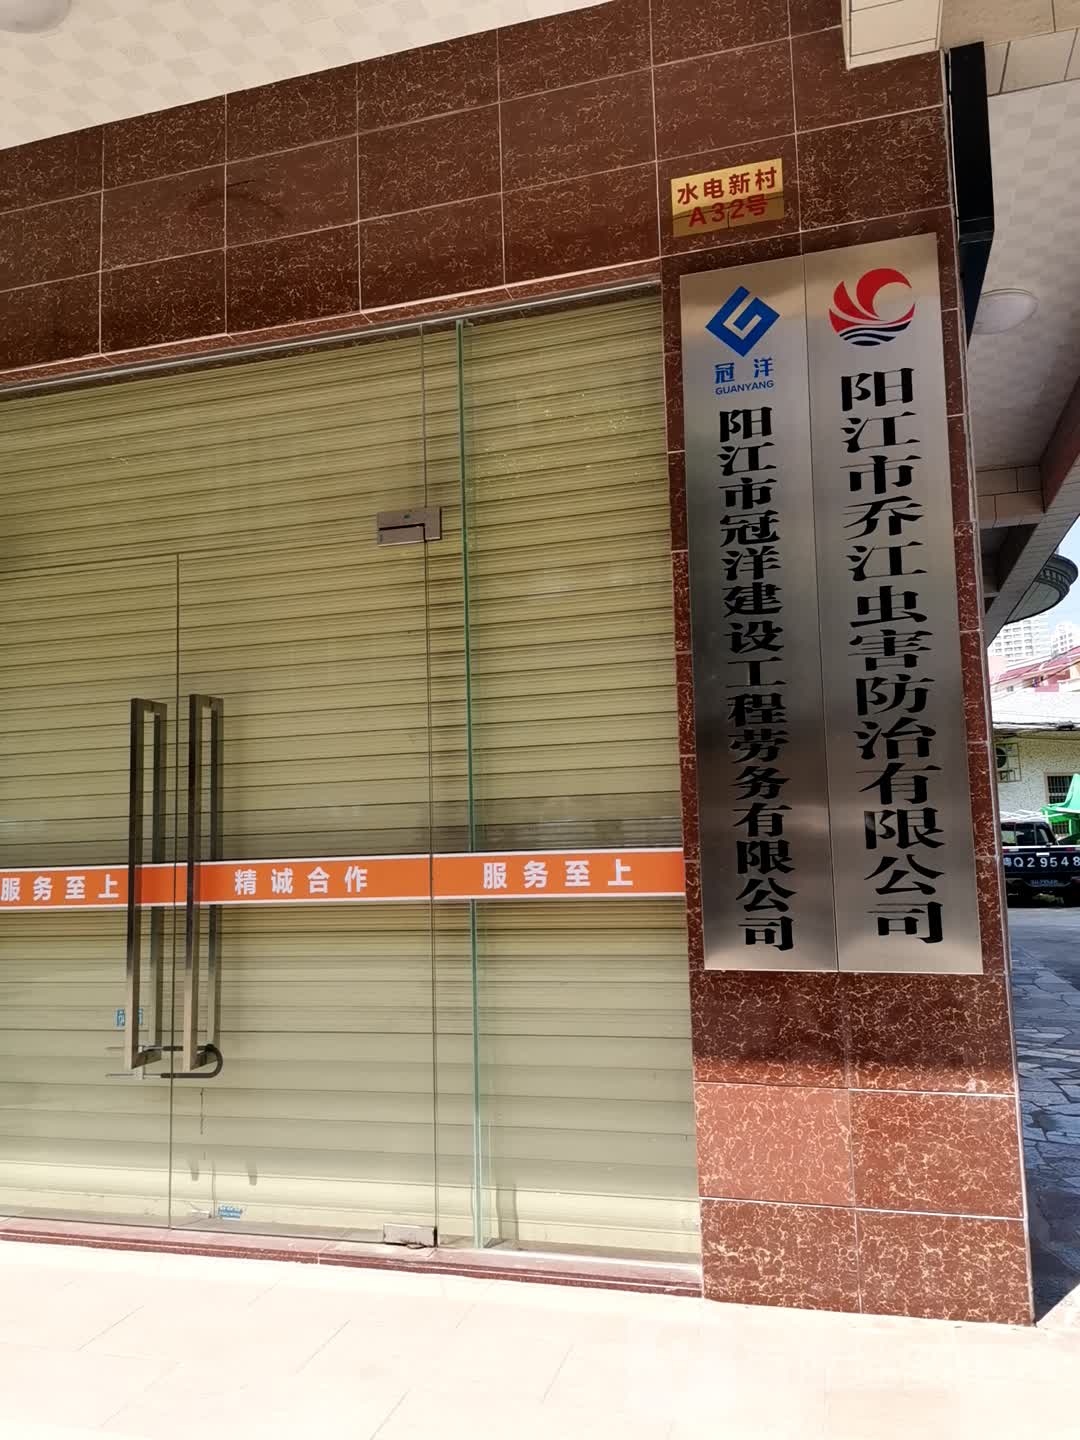 水电新村
A32号
冠洋
GUANYANG
阳江市冠洋建设工程劳务有限公司
阳江市乔江虫害防治有限公司
服务至上
精诚合作
服务至上
Q29548